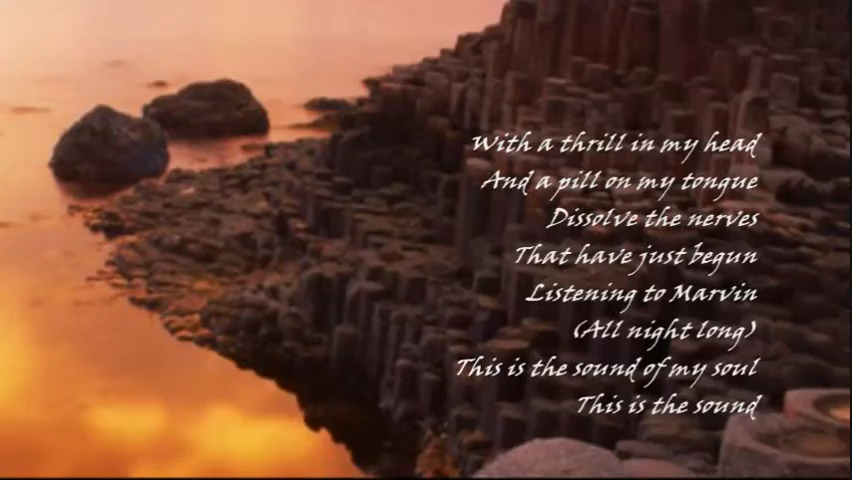 With a thrill in my head
And a pill on my tongue
Dissolve the nerves
That have just begun
Listening to Marvin
(All night long)
This is the sound of my soul
This is the sound